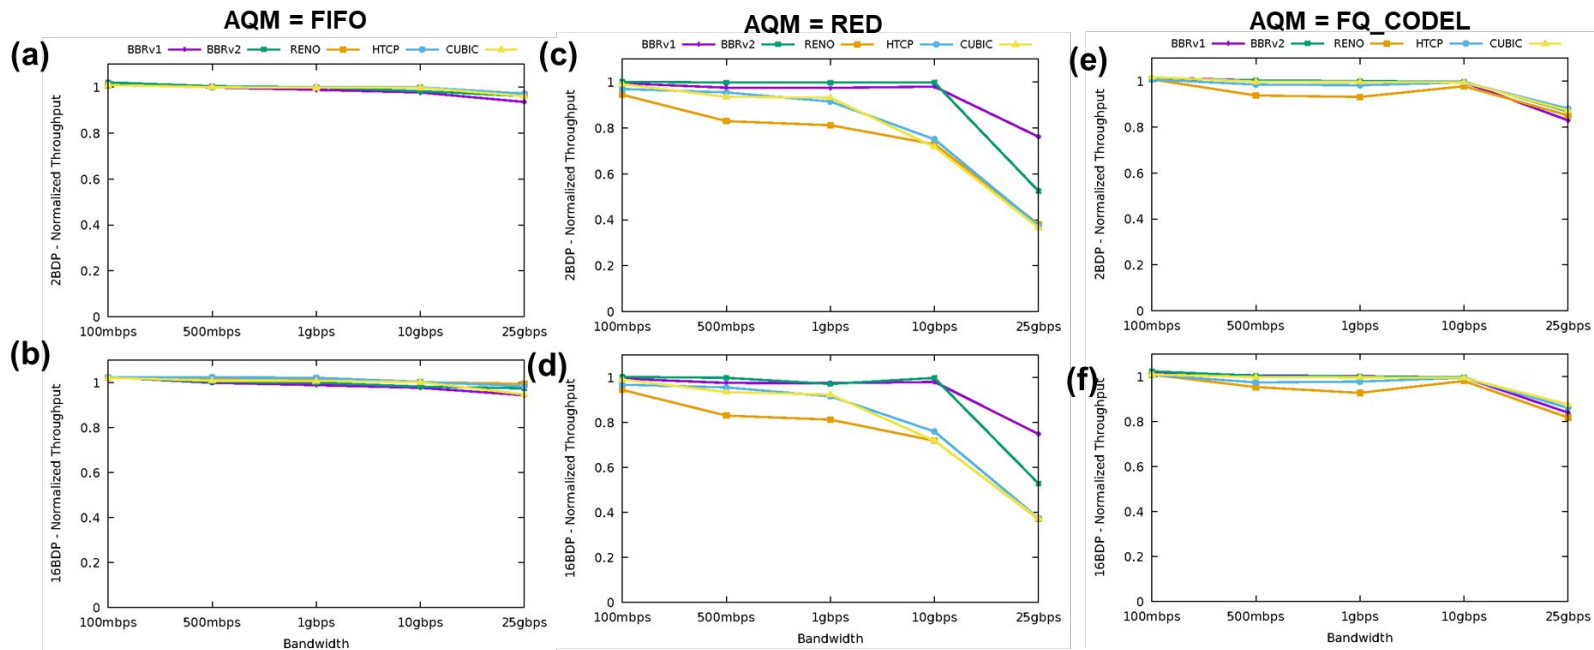 AQM = FIFO
(a)
BBRv1 BBRv2 RENO HTCP CUBIC
2BDP - Normalized Throughput
1
0.8
0.6
0.4
0.2
0
100mbps 500mbps 1gbps 10gbps 25gbps
(b)
16BDP - Normalized Throughput
1
0.8
0.6
0.4
0.2
0
100mbps 500mbps 1gbps 10gbps 25gbps
Bandwidth
AQM = RED
(c)
BBRv1 BBRv2 RENO HTCP CUBIC
2BDP - Normalized Throughput
1
0.8
0.6
0.4
0.2
0
100mbps 500mbps 1gbps 10gbps 25gbps
(d)
16BDP - Normalized Throughput
1
0.8
0.6
0.4
0.2
0
100mbps 500mbps 1gbps 10gbps 25gbps
Bandwidth
AQM = FQ_CODEL
(e)
BBRv1 BBRv2 RENO HTCP CUBIC
2BDP - Normalized Throughput
1
0.8
0.6
0.4
0.2
0
100mbps 500mbps 1gbps 10gbps 25gbps
(f)
16BDP - Normalized Throughput
1
0.8
0.6
0.4
0.2
0
100mbps 500mbps 1gbps 10gbps 25gbps
Bandwidth